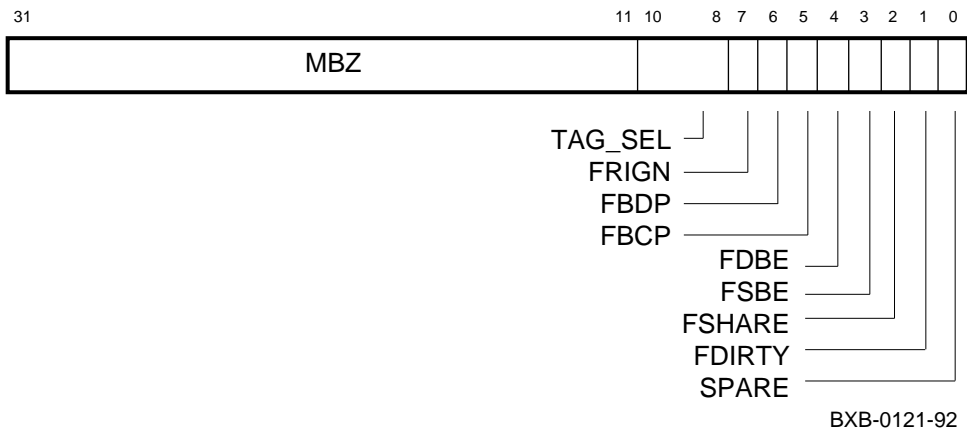 31 11 10 8 7 6 5 4 3 2 1 0
MBZ
TAG_SEL
FRIGN
FBDP
FBCP
FDBE
FSBE
FSHARE
FDIRTY
SPARE
BXB-0121-92